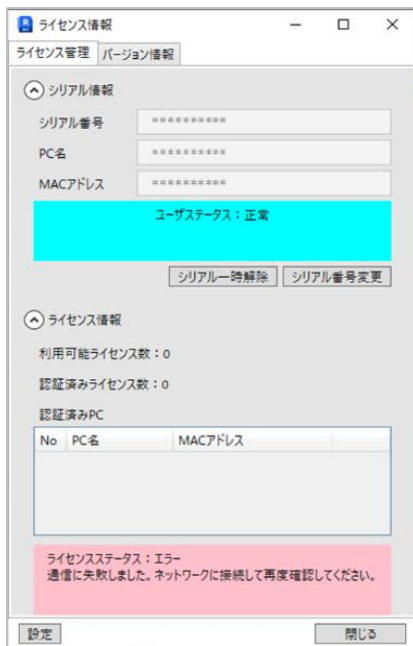 ライセンス情報
ライセンス管理 バージョン情報
シリアル情報
シリアル番号 **********
PC名 **********
MACアドレス **********
ユーザステータス：正常
シリアル一時解除 シリアル番号変更
ライセンス情報
利用可能ライセンス数：0
認証済みライセンス数：0
認証済みPC
No PC名 MACアドレス
ライセンスステータス：エラー
通信に失敗しました。ネットワークに接続して再度確認してください。
設定 閉じる